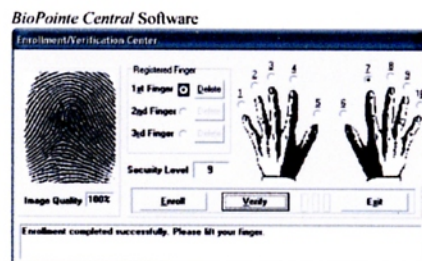 BioPointe Central Software
Enrollment/Verification Center
Registered Finger
1st Finger Delete
2nd Finger Delete
3rd Finger Delete
Security Level 9
1 2 3 4 5 6 7 8 9 10
Image Quality 100%
Enroll Verify Exit
Enrollment completed successfully. Please lift your finger.